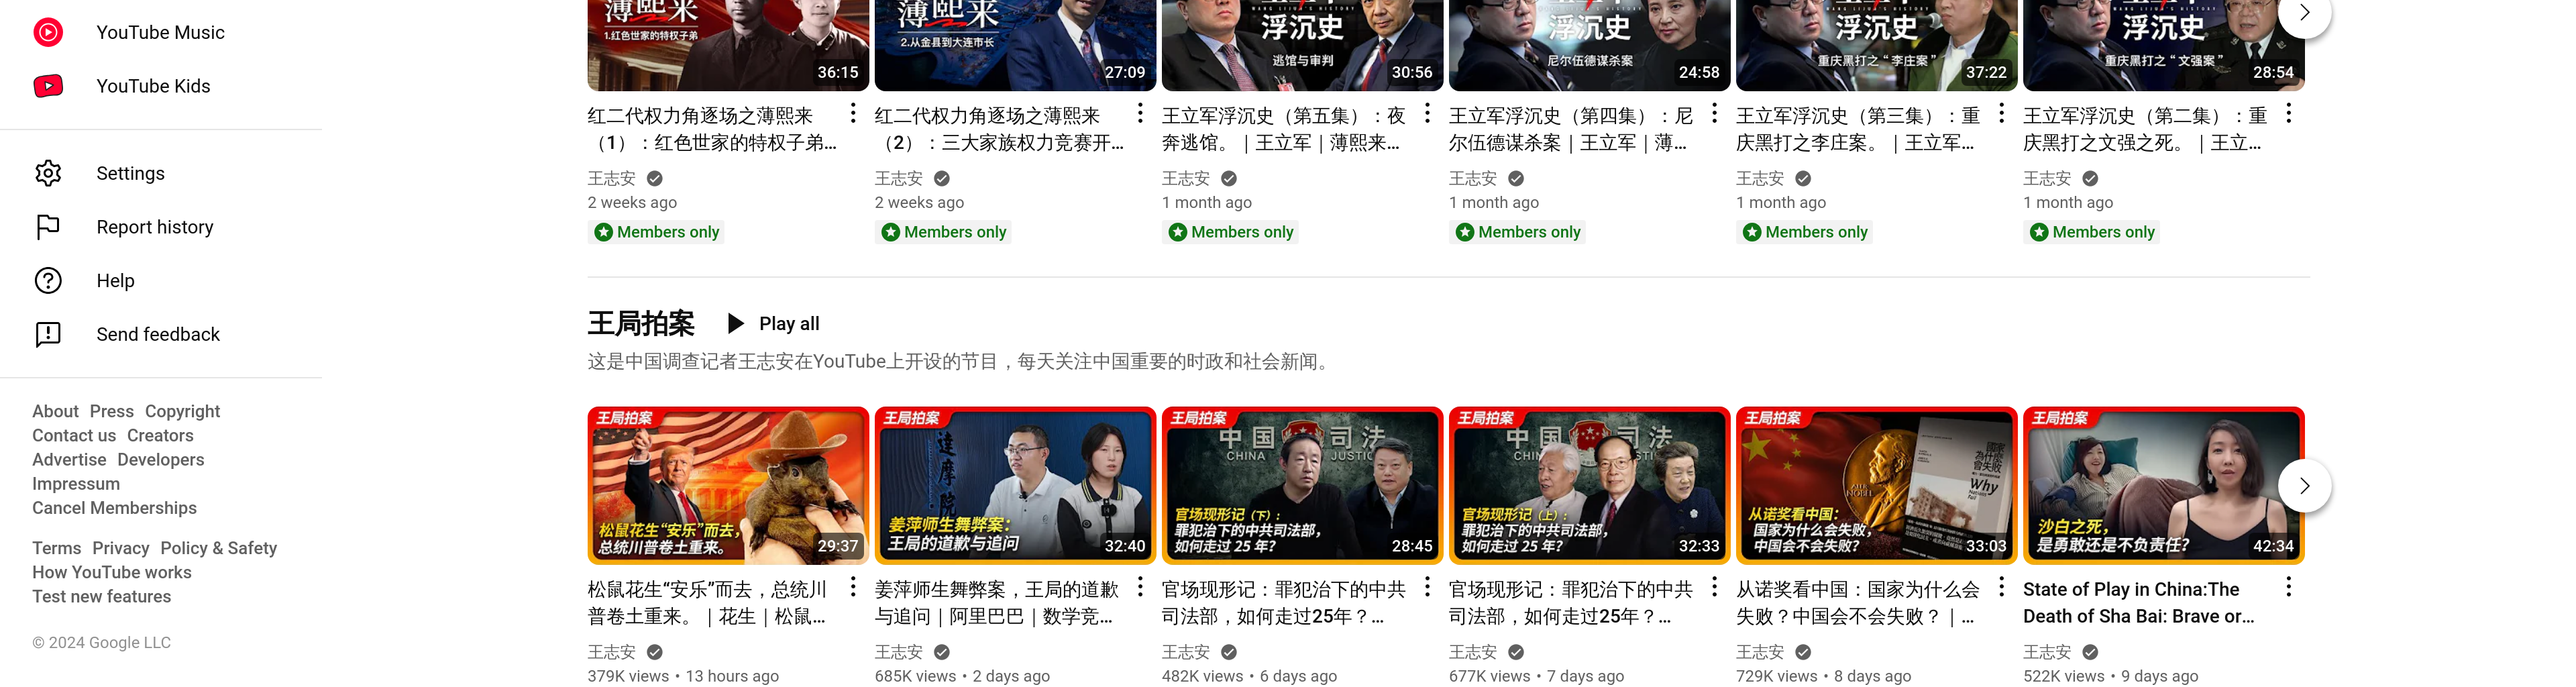 YouTube Music
YouTube Kids
Settings
Report history
Help
Send feedback
About Press Copyright
Contact us Creators
Advertise Developers
Impressum
Cancel Memberships
Terms Privacy Policy & Safety
How YouTube works
Test new features
© 2024 Google LLC
薄熙来
1.红色世家的特权子弟
36:15
红二代权力角逐场之薄熙来
（1）：红色世家的特权子弟...
王志安
2 weeks ago
Members only
薄熙来
2.从金县到大连市长
27:09
红二代权力角逐场之薄熙来
（2）：三大家族权力竞赛开...
王志安
2 weeks ago
Members only
浮沉史
逃馆与审判
30:56
王立军浮沉史（第五集）：夜
奔逃馆。｜王立军｜薄熙来...
王志安
1 month ago
Members only
浮沉史
尼尔伍德谋杀案
24:58
王立军浮沉史（第四集）：尼
尔伍德谋杀案｜王立军｜薄...
王志安
1 month ago
Members only
浮沉史
重庆黑打之“李庄案”
37:22
王立军浮沉史（第三集）：重
庆黑打之李庄案。｜王立军...
王志安
1 month ago
Members only
浮沉史
重庆黑打之“文强案”
28:54
王立军浮沉史（第二集）：重
庆黑打之文强之死。｜王立...
王志安
1 month ago
Members only
王局拍案 Play all
这是中国调查记者王志安在YouTube上开设的节目，每天关注中国重要的时政和社会新闻。
王局拍案
松鼠花生“安乐”而去，
总统川普卷土重来。
29:37
松鼠花生“安乐”而去，总统川
普卷土重来。｜花生｜松鼠...
王志安
379K views • 13 hours ago
王局拍案
达摩院
姜萍师生舞弊案：
王局的道歉与追问
32:40
姜萍师生舞弊案，王局的道歉
与追问｜阿里巴巴｜数学竞...
王志安
685K views • 2 days ago
王局拍案
中国 司法
CHINA JUSTIC
官场现形记（下）：
罪犯治下的中共司法部，
如何走过 25 年？
28:45
官场现形记：罪犯治下的中共
司法部，如何走过25年？...
王志安
482K views • 6 days ago
王局拍案
中国 司法
官场现形记（上）：
罪犯治下的中共司法部，
如何走过 25 年？
32:33
官场现形记：罪犯治下的中共
司法部，如何走过25年？...
王志安
677K views • 7 days ago
王局拍案
國家為什麼會失敗
Why
从诺奖看中国：
国家为什么会失败，
中国会不会失败？
33:03
从诺奖看中国：国家为什么会
失败？中国会不会失败？｜...
王志安
729K views • 8 days ago
王局拍案
沙白之死，
是勇敢还是不负责任？
42:34
State of Play in China:The
Death of Sha Bai: Brave or...
王志安
522K views • 9 days ago